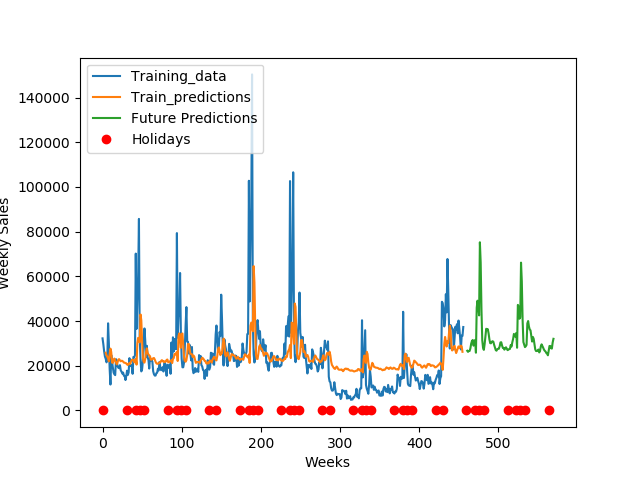 Training_data
Train_predictions
Future Predictions
Holidays
140000
120000
100000
80000
60000
40000
20000
0
Weekly Sales
0 100 200 300 400 500
Weeks